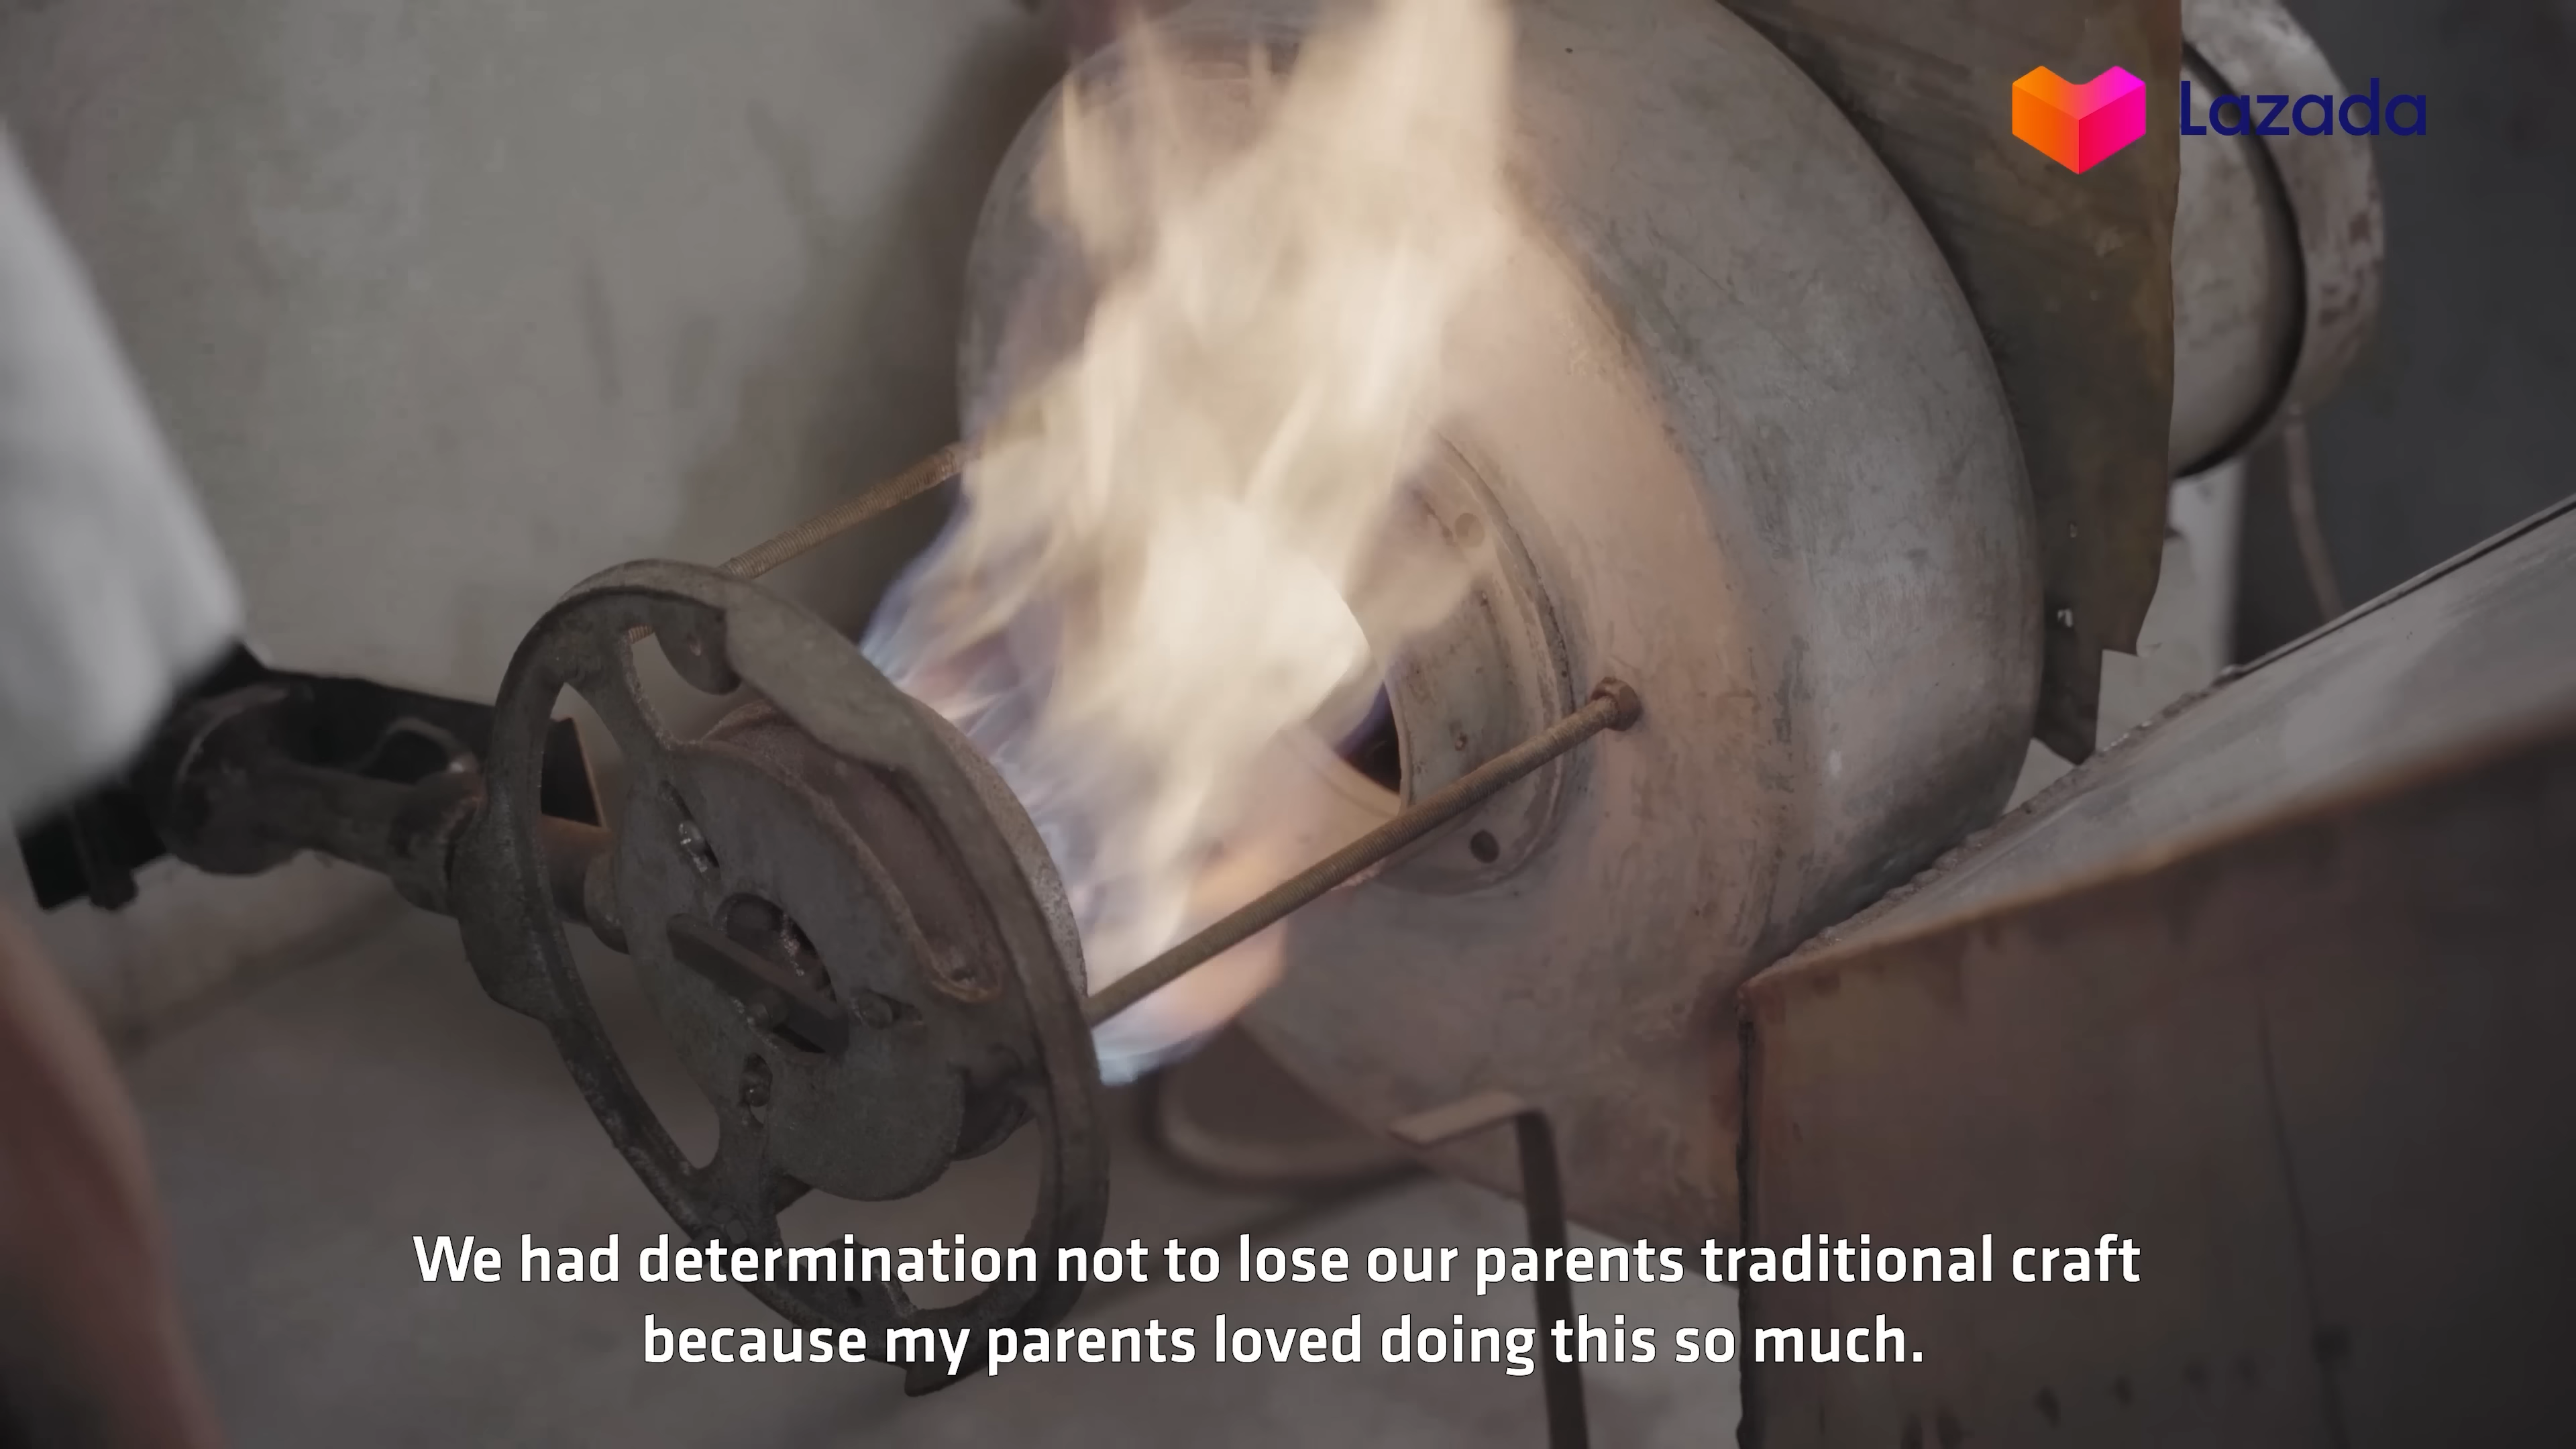 Lazada
We had determination not to lose our parents traditional craft
because my parents loved doing this so much.